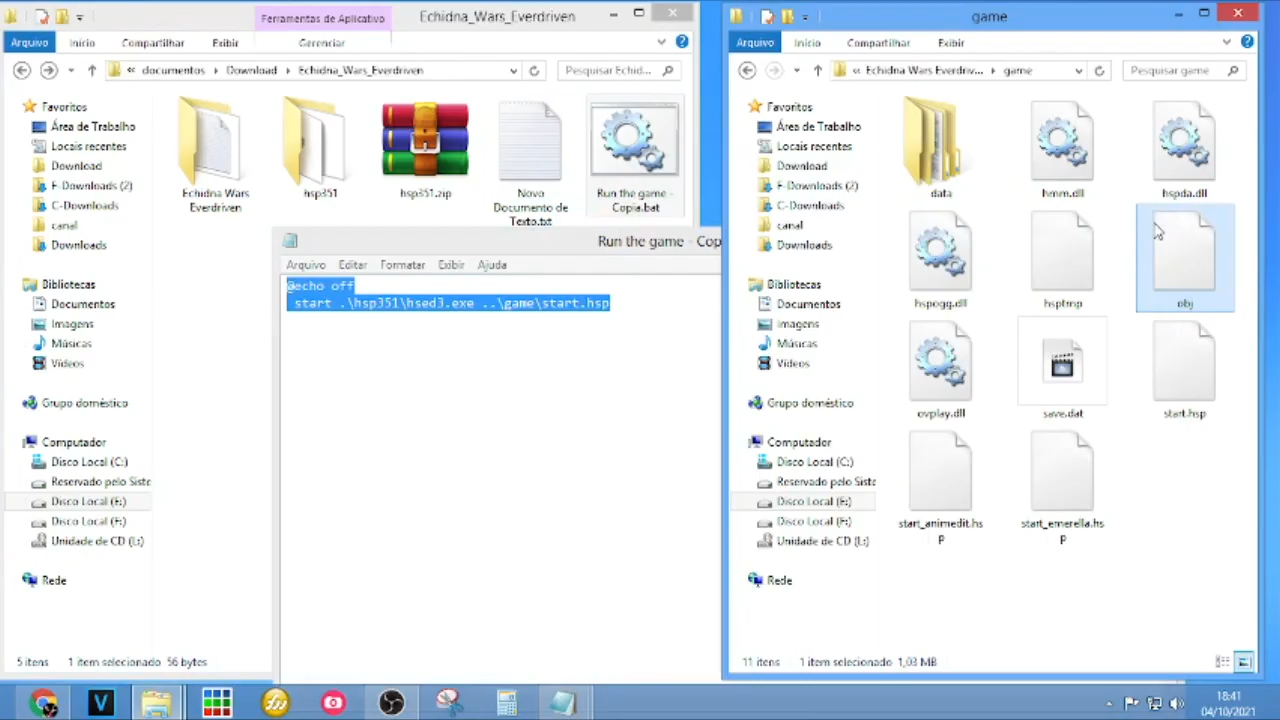 Ferramentas de Aplicativo
Echidna_Wars_Everdriven
Arquivo
Início
Compartilhar
Exibir
Gerenciar
« documentos
Download
Echidna_Wars_Everdriven
Pesquisar Echid...
Favoritos
Área de Trabalho
Locais recentes
Download
F-Downloads (2)
C-Downloads
canal
Downloads
Bibliotecas
Documentos
Imagens
Músicas
Vídeos
Grupo doméstico
Computador
Disco Local (C:)
Reservado pelo Siste
Disco Local (E:)
Disco Local (F:)
Unidade de CD (L:)
Rede
Echidna Wars
Everdriven
hsp351
hsp351.zip
Novo
Documento de
Texto.txt
Run the game -
Copia.bat
5 itens
1 item selecionado 56 bytes
Run the game - Cop
Arquivo
Editar
Formatar
Exibir
Ajuda
@echo off
start .\hsp351\hsed3.exe ..\game\start.hsp
game
Arquivo
Início
Compartilhar
Exibir
« Echidna Wars Everdriv...
game
Pesquisar game
Favoritos
Área de Trabalho
Locais recentes
Download
F-Downloads (2)
C-Downloads
canal
Downloads
Bibliotecas
Documentos
Imagens
Músicas
Vídeos
Grupo doméstico
Computador
Disco Local (C:)
Reservado pelo Siste
Disco Local (E:)
Disco Local (F:)
Unidade de CD (L:)
Rede
data
hmm.dll
hspda.dll
hspogg.dll
hsptmp
obj
ovplay.dll
save.dat
start.hsp
start_animedit.hs
p
start_emerella.hs
p
11 itens
1 item selecionado 1,03 MB
18:41
04/10/2021